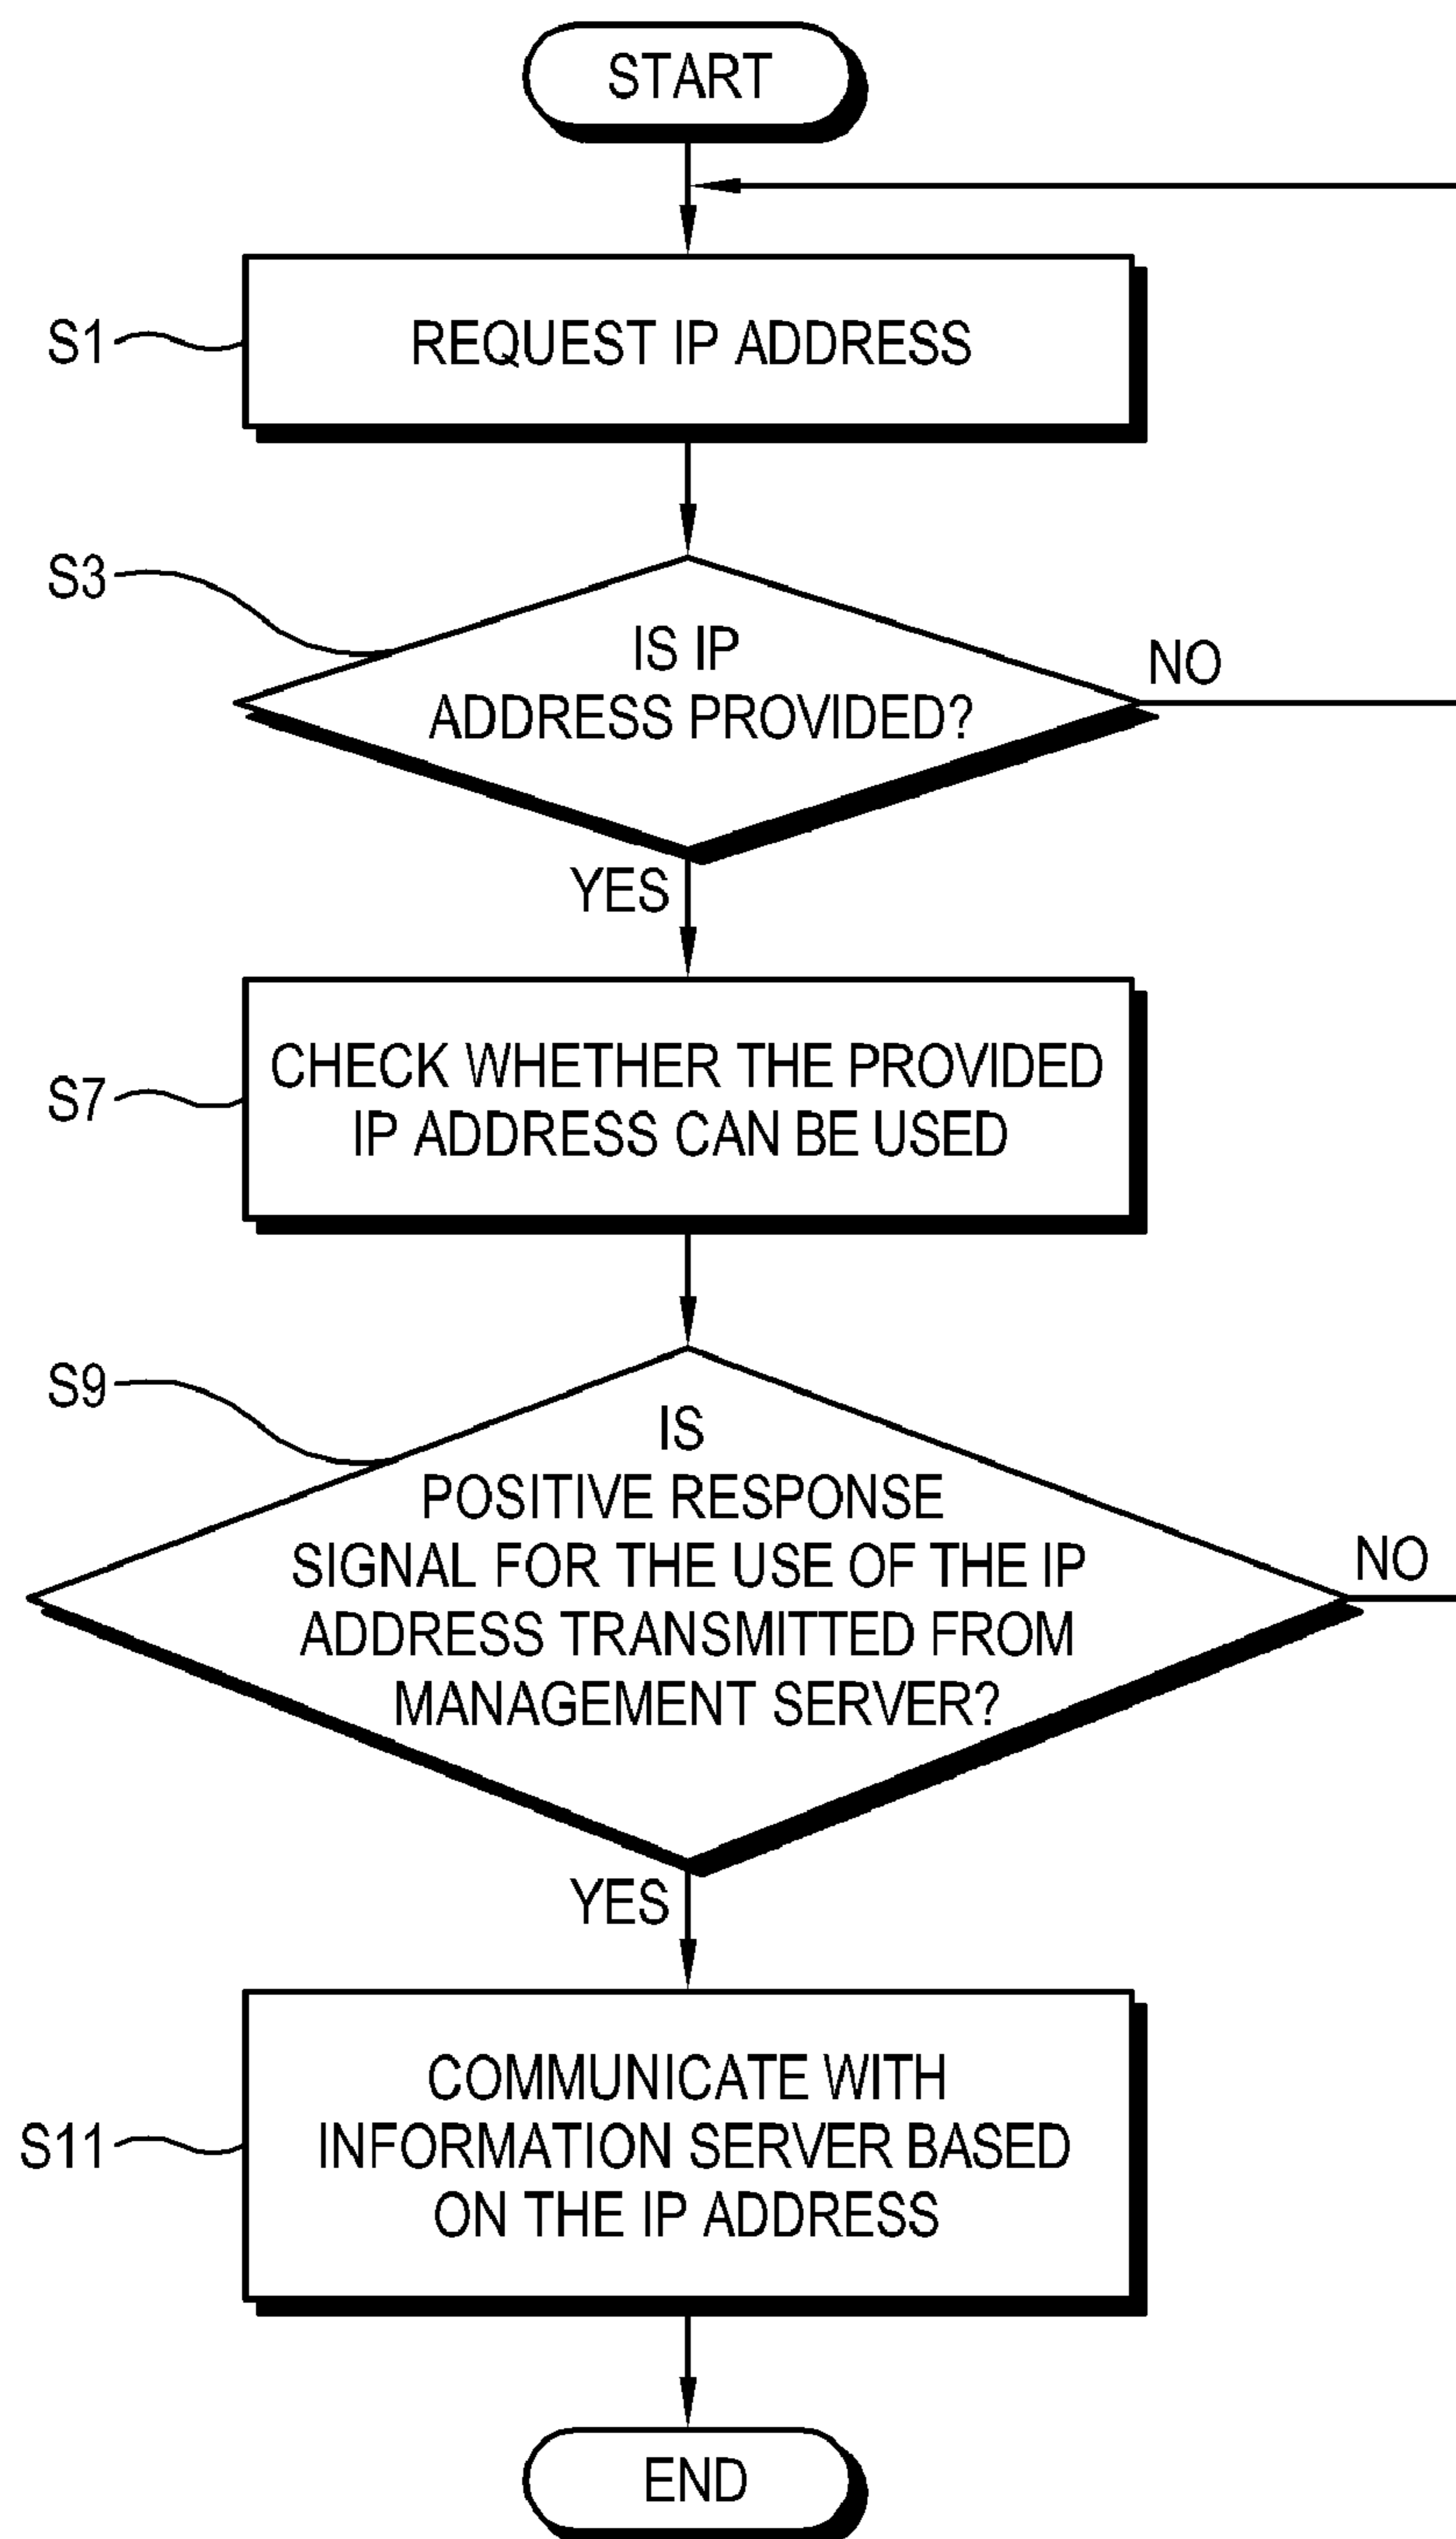 START
S1
REQUEST IP ADDRESS
S3
IS IP
ADDRESS PROVIDED?
NO
YES
S7
CHECK WHETHER THE PROVIDED
IP ADDRESS CAN BE USED
S9
IS
POSITIVE RESPONSE
SIGNAL FOR THE USE OF THE IP
ADDRESS TRANSMITTED FROM
MANAGEMENT SERVER?
NO
YES
S11
COMMUNICATE WITH
INFORMATION SERVER BASED
ON THE IP ADDRESS
END